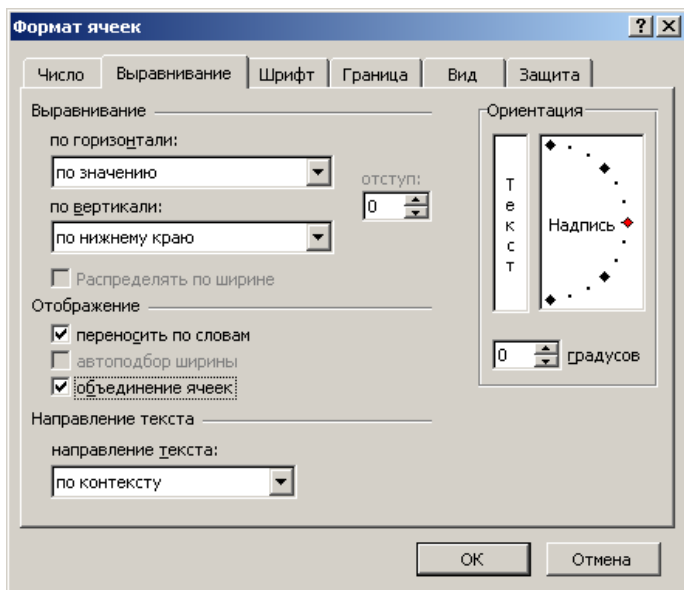 Формат ячеек
Число Выравнивание Шрифт Граница Вид Защита
Выравнивание
по горизонтали:
по значению
отступ:
0
по вертикали:
по нижнему краю
Распределять по ширине
Отображение
переносить по словам
автоподбор ширины
объединение ячеек
Направление текста
направление текста:
по контексту
Ориентация
Текст
Надпись
0 градусов
ОК Отмена